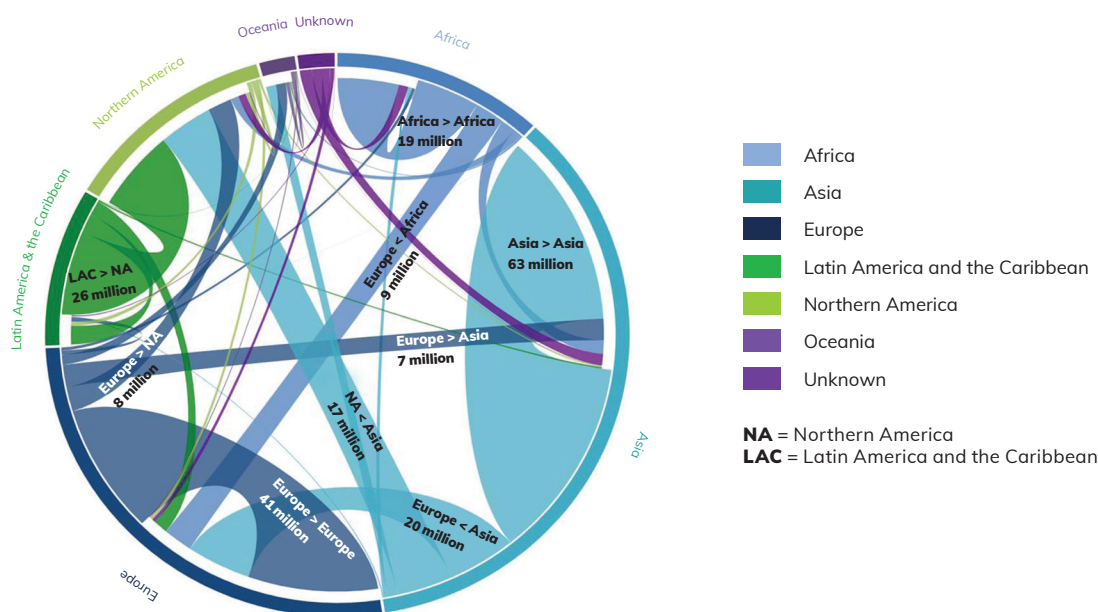 Oceania
Unknown
Africa
Northern America
Latin America & the Caribbean
Europe
Asia
Africa > Africa
19 million
Asia > Asia
63 million
Europe < Africa
9 million
LAC > NA
26 million
Europe > NA
8 million
Europe > Asia
7 million
NA < Asia
17 million
Europe > Europe
41 million
Europe < Asia
20 million
Africa
Asia
Europe
Latin America and the Caribbean
Northern America
Oceania
Unknown
NA = Northern America
LAC = Latin America and the Caribbean